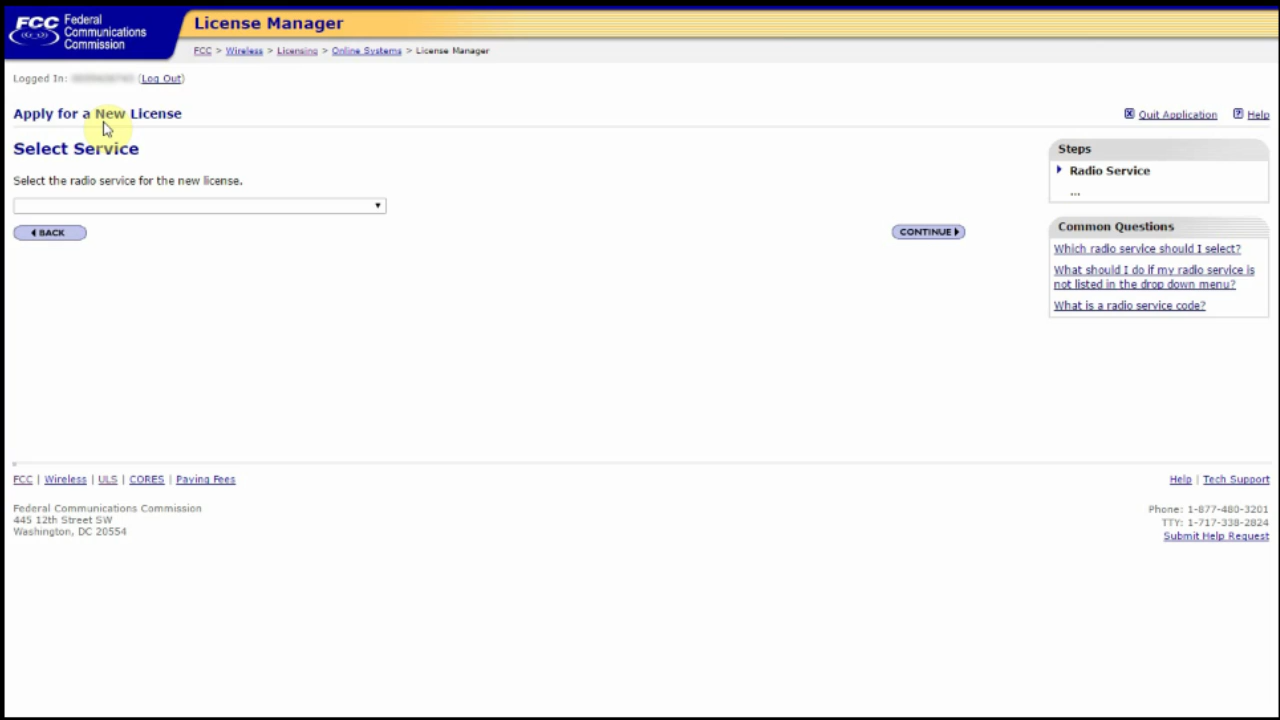 FCC Federal Communications Commission
License Manager
FCC > Wireless > Licensing > Online Systems > License Manager
Logged In: (Log Out)
Apply for a New License
Quit Application Help
Select Service
Select the radio service for the new license.
BACK
CONTINUE
Steps
Radio Service
...
Common Questions
Which radio service should I select?
What should I do if my radio service is
not listed in the drop down menu?
What is a radio service code?
FCC | Wireless | ULS | CORES | Paying Fees
Help | Tech Support
Federal Communications Commission
445 12th Street SW
Washington, DC 20554
Phone: 1-877-480-3201
TTY: 1-717-338-2824
Submit Help Request